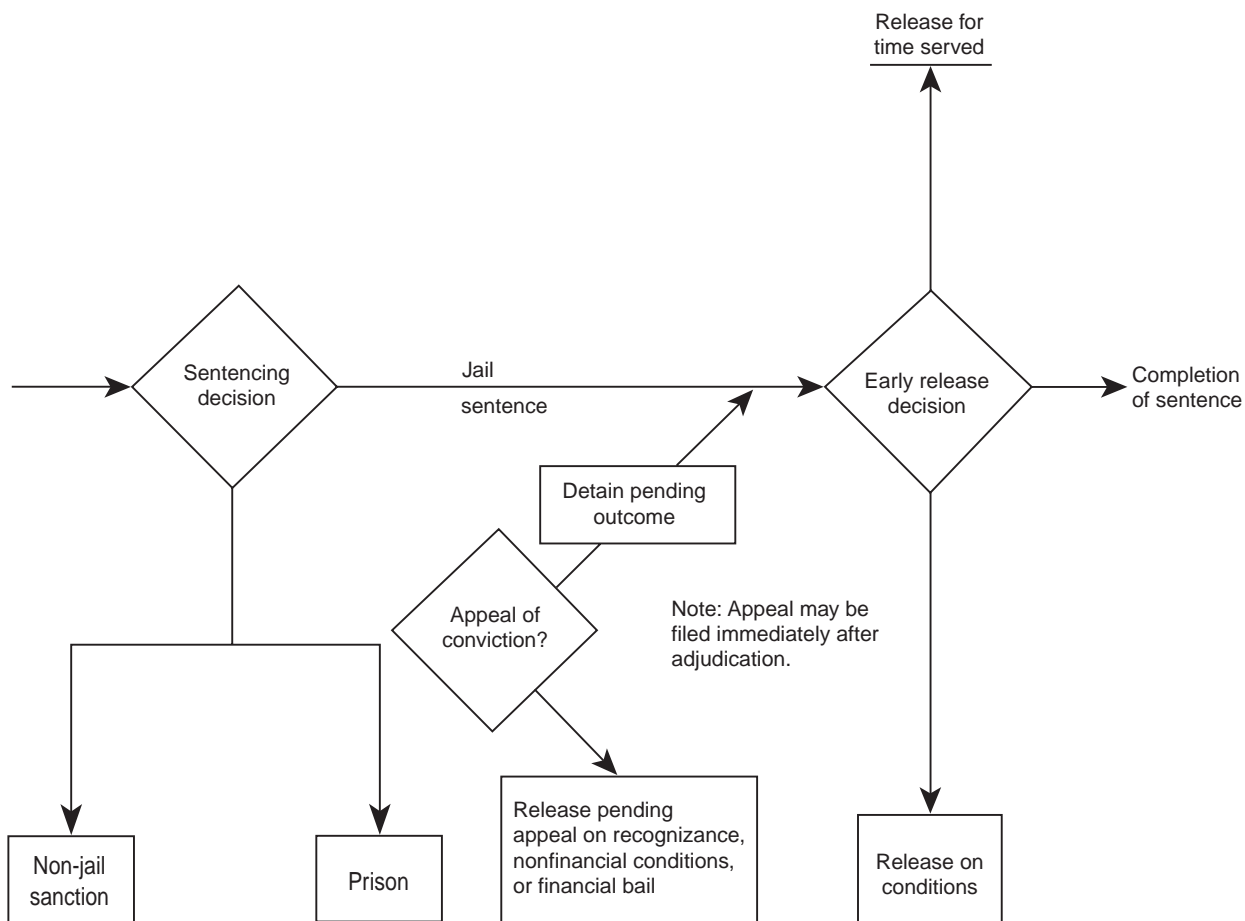 Release for
time served
Sentencing
decision
Jail
sentence
Early release
decision
Completion
of sentence
Detain pending
outcome
Appeal of
conviction?
Note: Appeal may be
filed immediately after
adjudication.
Non-jail
sanction
Prison
Release pending
appeal on recognizance,
nonfinancial conditions,
or financial bail
Release on
conditions